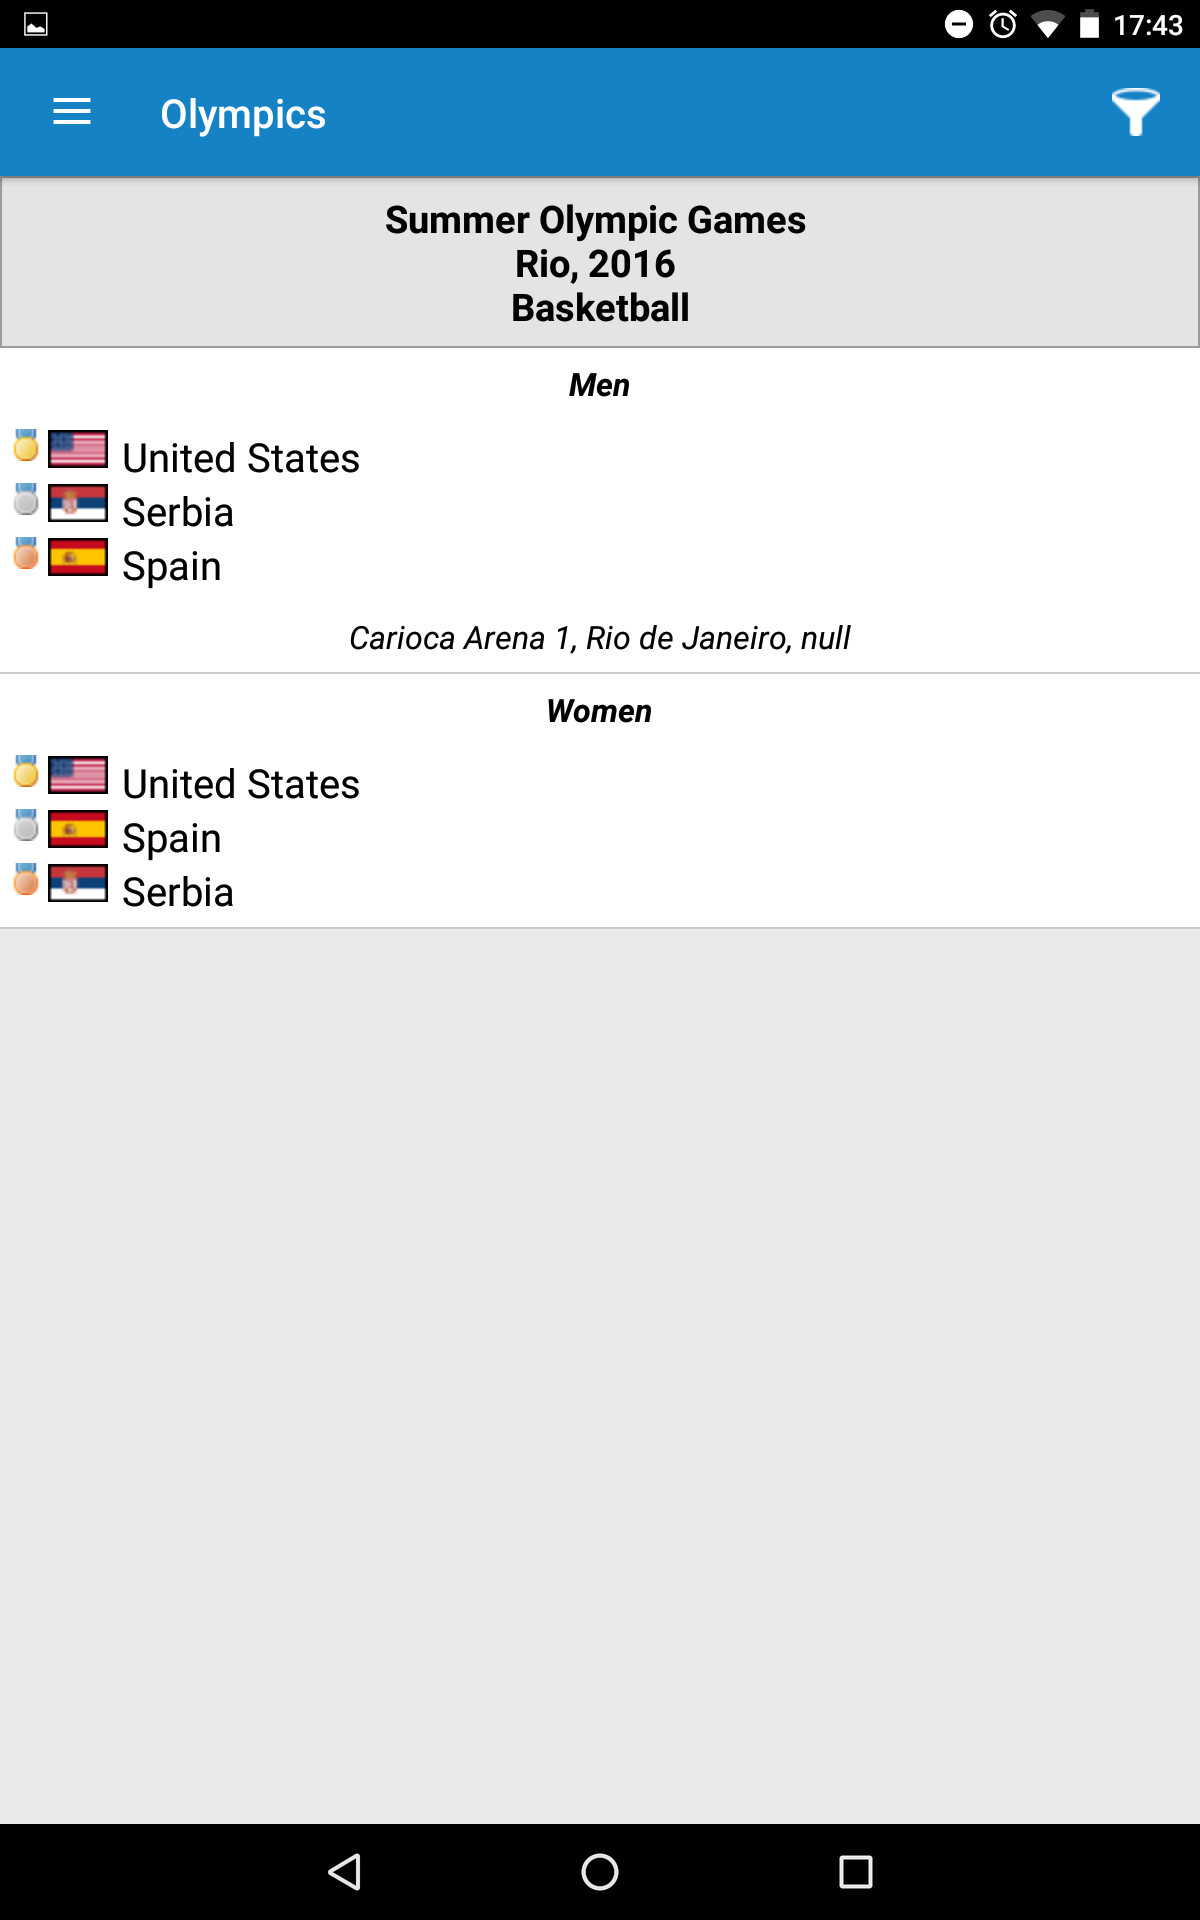 17:43
Olympics
Summer Olympic Games
Rio, 2016
Basketball
Men
United States
Serbia
Spain
Carioca Arena 1, Rio de Janeiro, null
Women
United States
Spain
Serbia